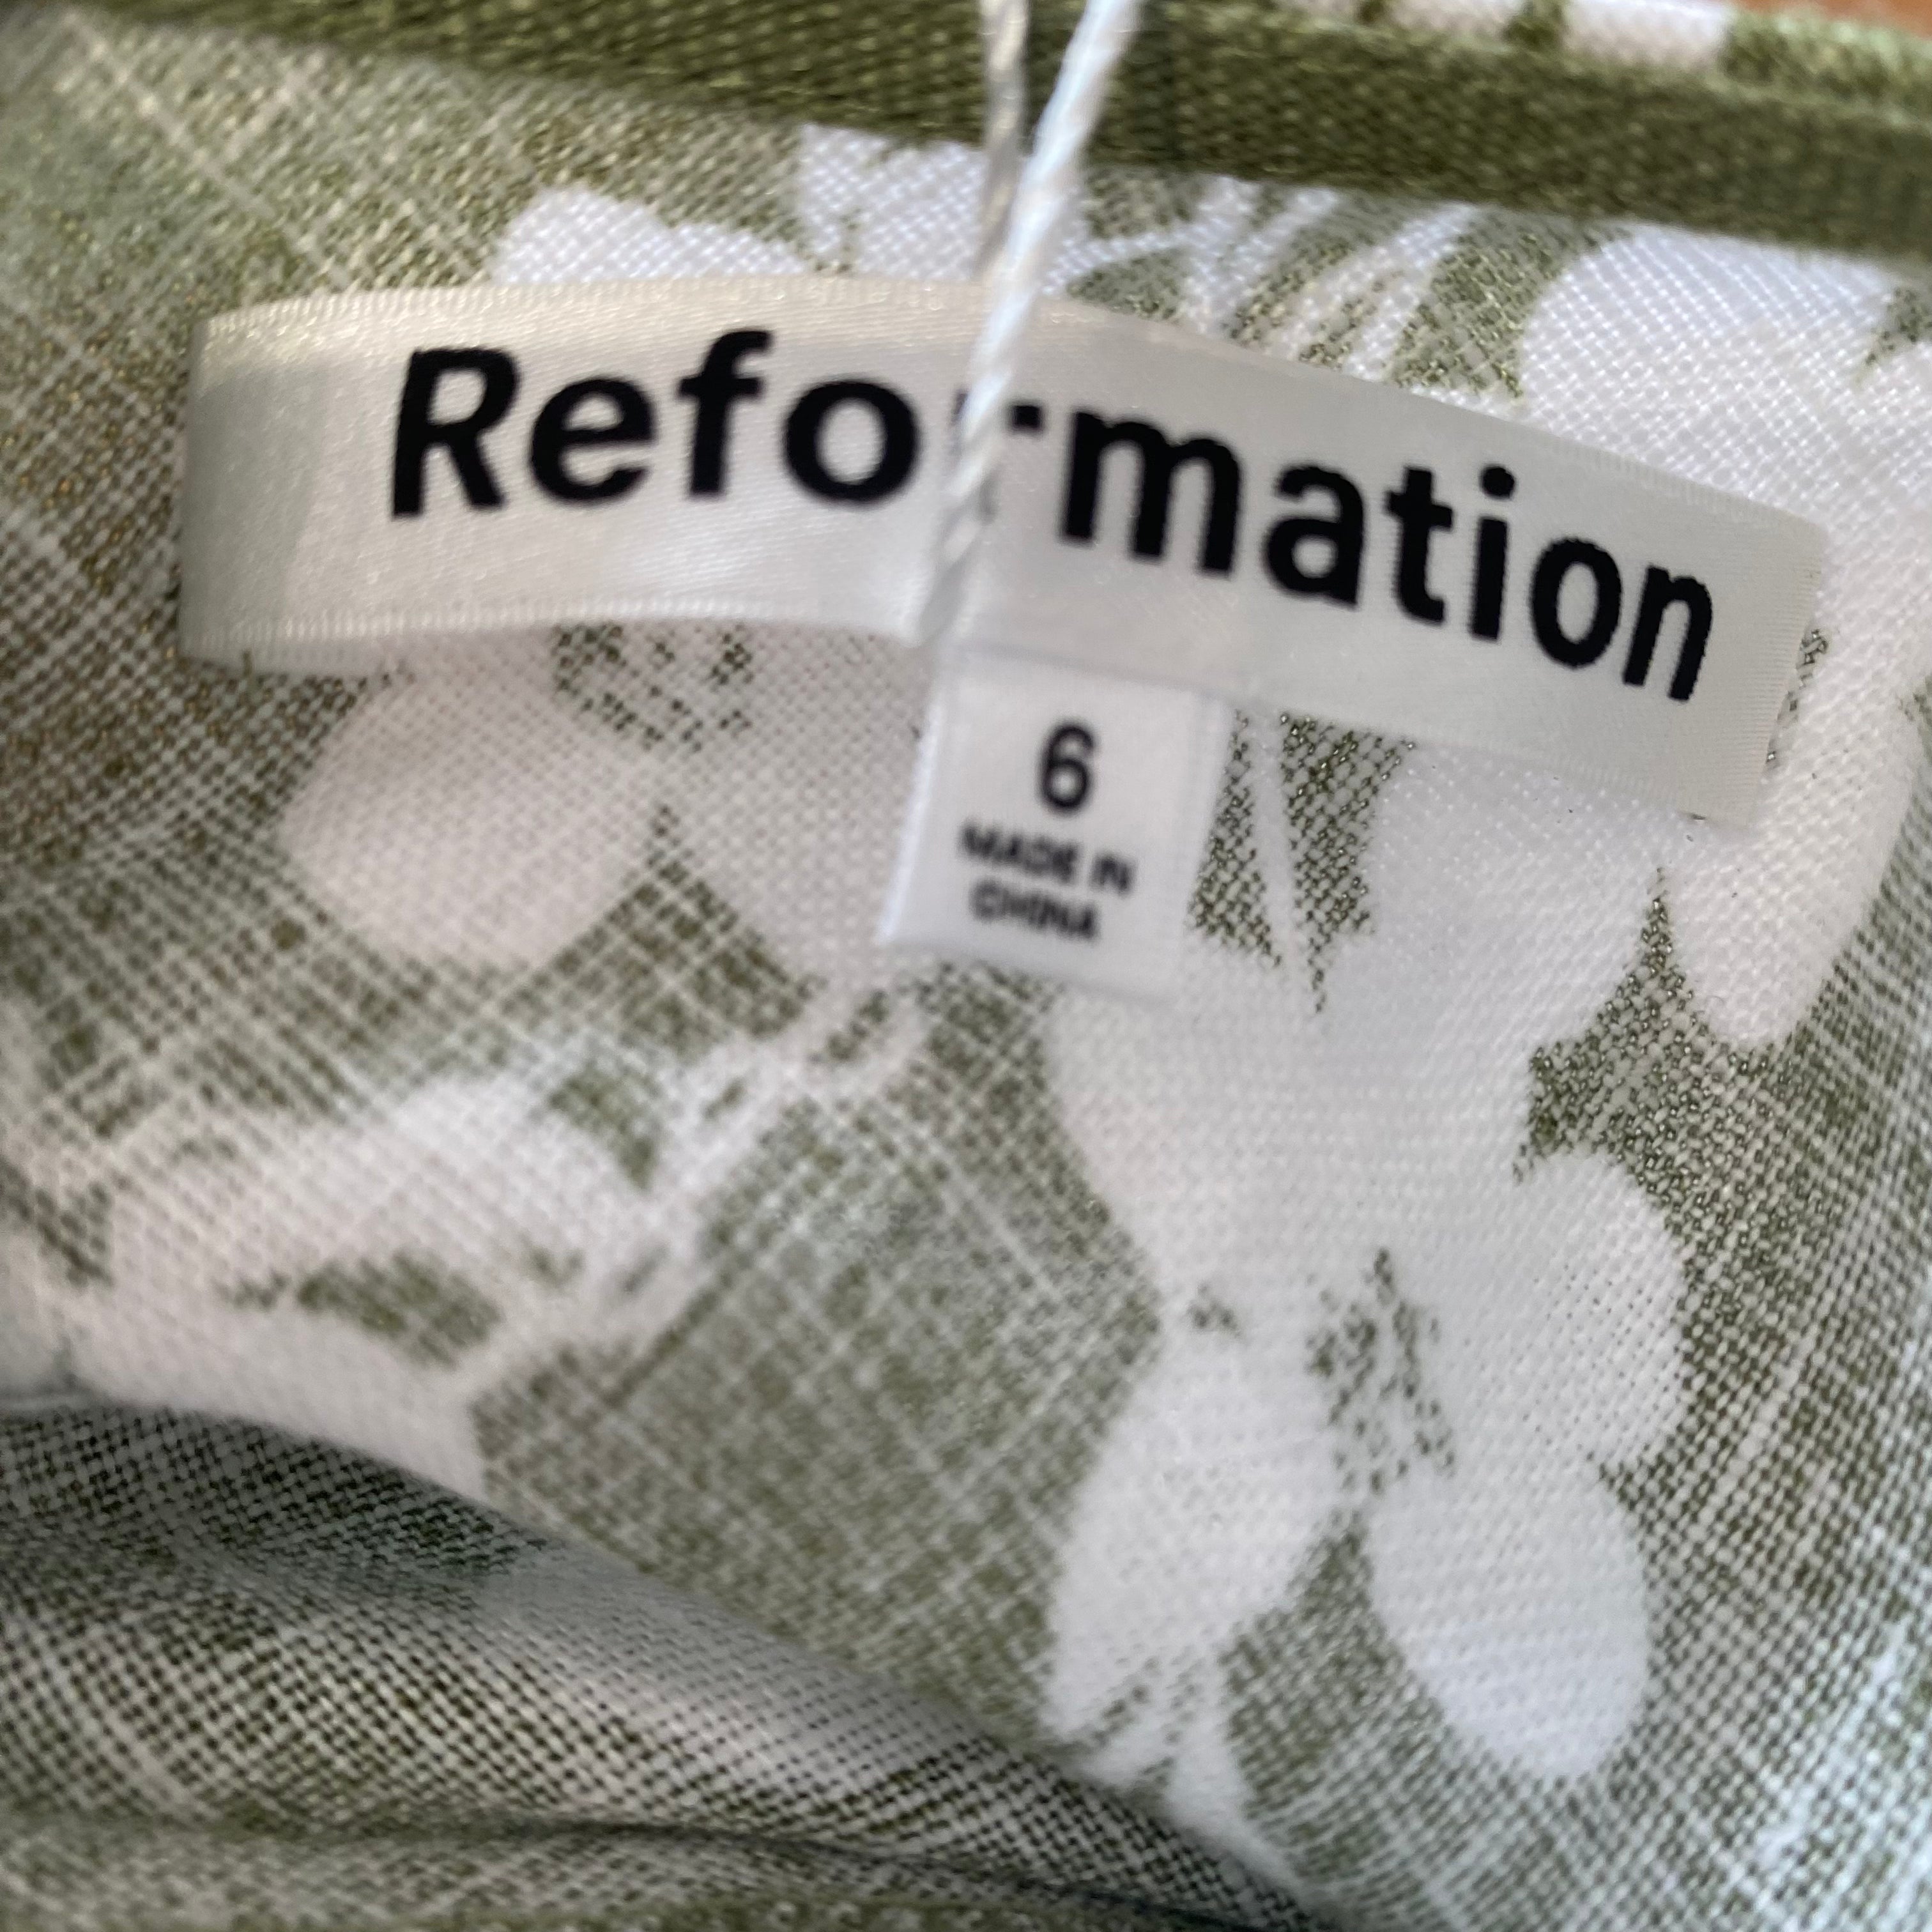 Reformation
6
MADE IN
CHINA